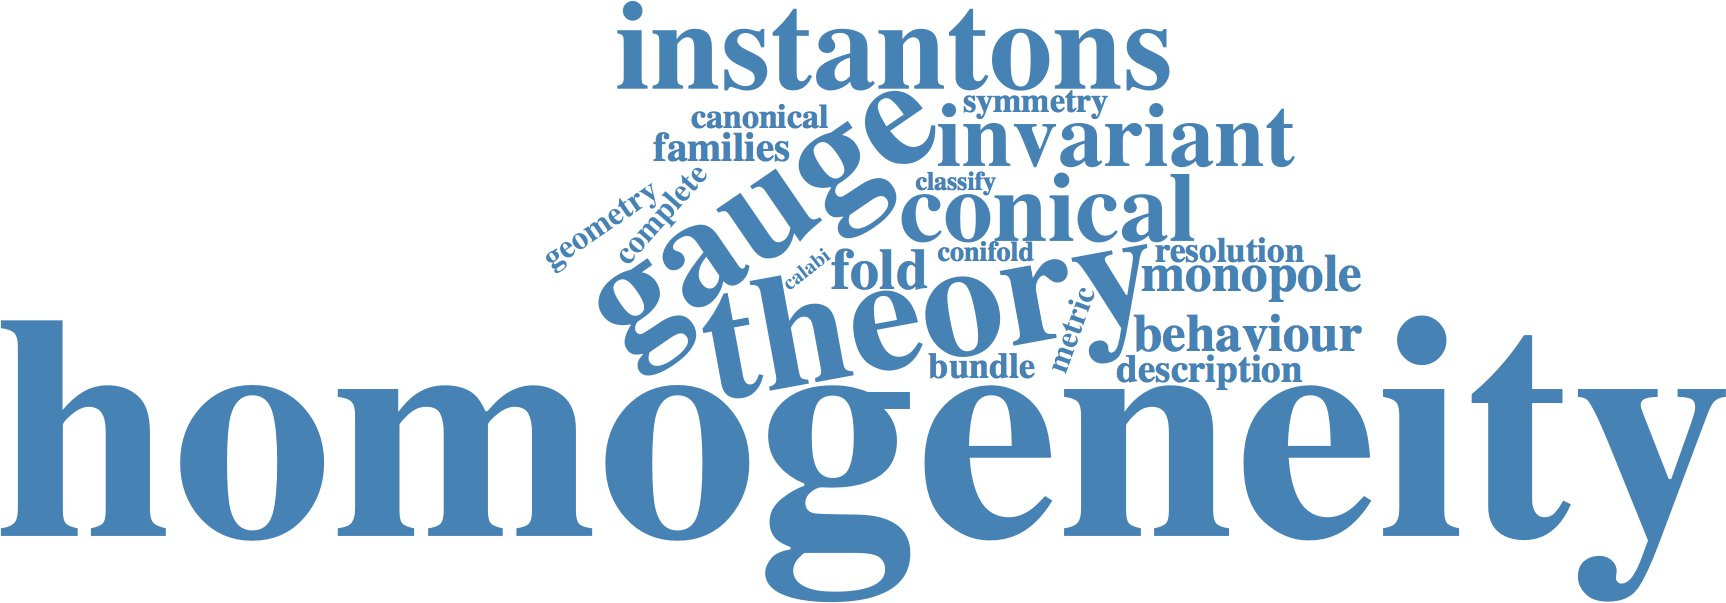 instantons
symmetry
canonical
gauge
invariant
families
classify
complete
geometry
conical
calabi
fold
conifold
resolution
theory
monopole
metric
behaviour
bundle
description
homogeneity